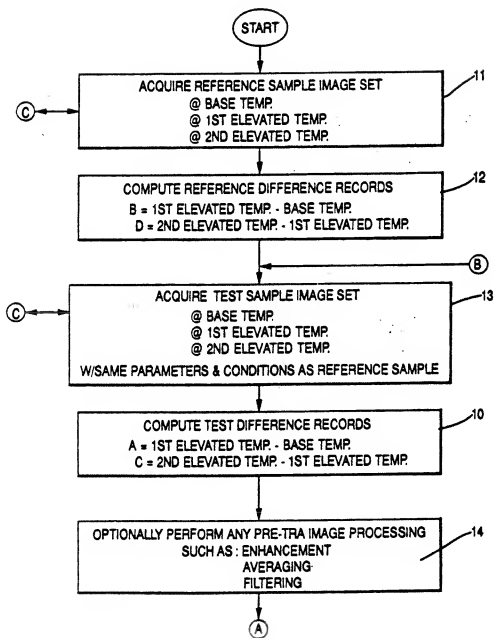 START
11
ACQUIRE REFERENCE SAMPLE IMAGE SET
@ BASE TEMP.
@ 1ST ELEVATED TEMP.
@ 2ND ELEVATED TEMP.
C
12
COMPUTE REFERENCE DIFFERENCE RECORDS
B = 1ST ELEVATED TEMP. - BASE TEMP.
D = 2ND ELEVATED TEMP. - 1ST ELEVATED TEMP.
B
13
ACQUIRE TEST SAMPLE IMAGE SET
@ BASE TEMP.
@ 1ST ELEVATED TEMP.
@ 2ND ELEVATED TEMP.
W/SAME PARAMETERS & CONDITIONS AS REFERENCE SAMPLE
C
10
COMPUTE TEST DIFFERENCE RECORDS
A = 1ST ELEVATED TEMP. - BASE TEMP.
C = 2ND ELEVATED TEMP. - 1ST ELEVATED TEMP.
14
OPTIONALLY PERFORM ANY PRE-TRA IMAGE PROCESSING
SUCH AS : ENHANCEMENT
AVERAGING
FILTERING
A